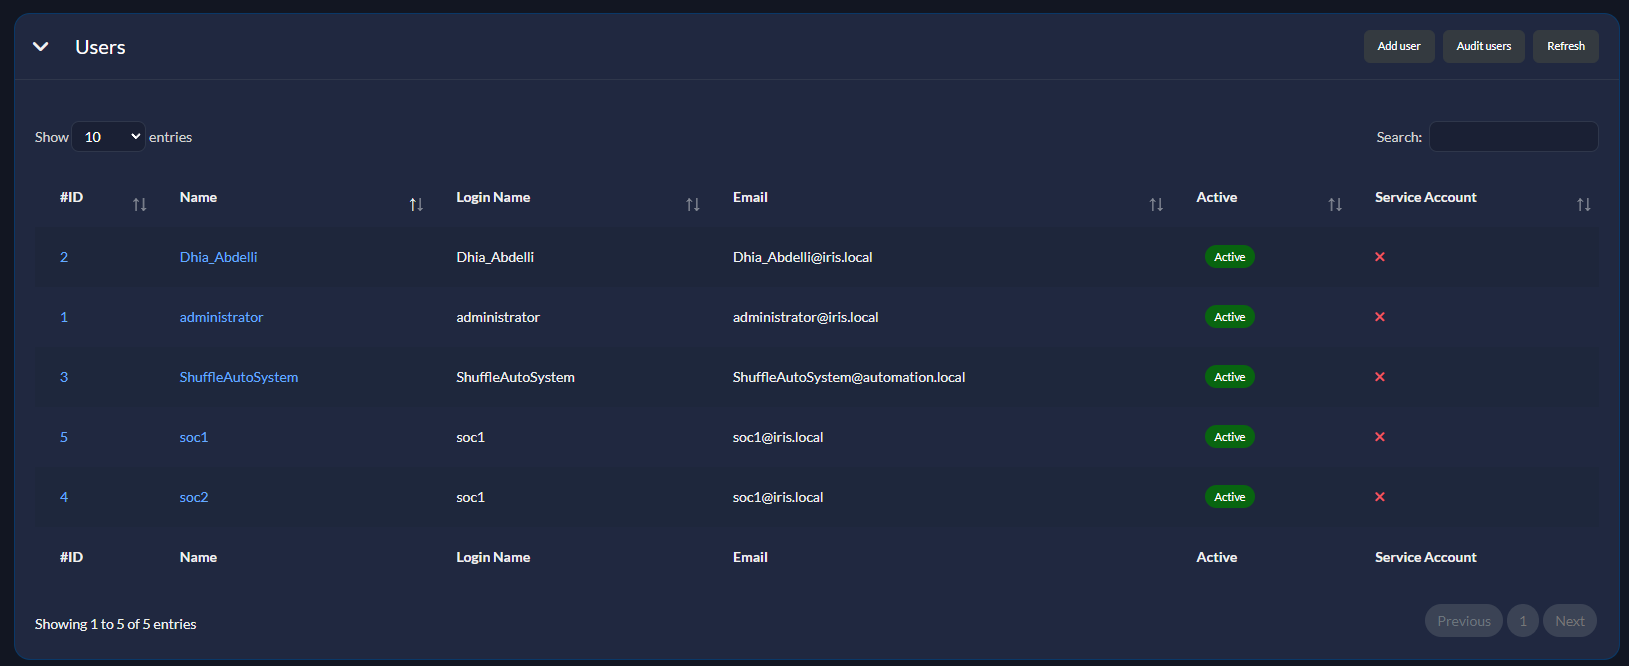 Users Add user Audit users Refresh
Show 10 entries Search:
#ID Name Login Name Email Active Service Account
2 Dhia_Abdelli Dhia_Abdelli Dhia_Abdelli@iris.local Active
1 administrator administrator administrator@iris.local Active
3 ShuffleAutoSystem ShuffleAutoSystem ShuffleAutoSystem@automation.local Active
5 soc1 soc1 soc1@iris.local Active
4 soc2 soc1 soc1@iris.local Active
#ID Name Login Name Email Active Service Account
Showing 1 to 5 of 5 entries Previous 1 Next